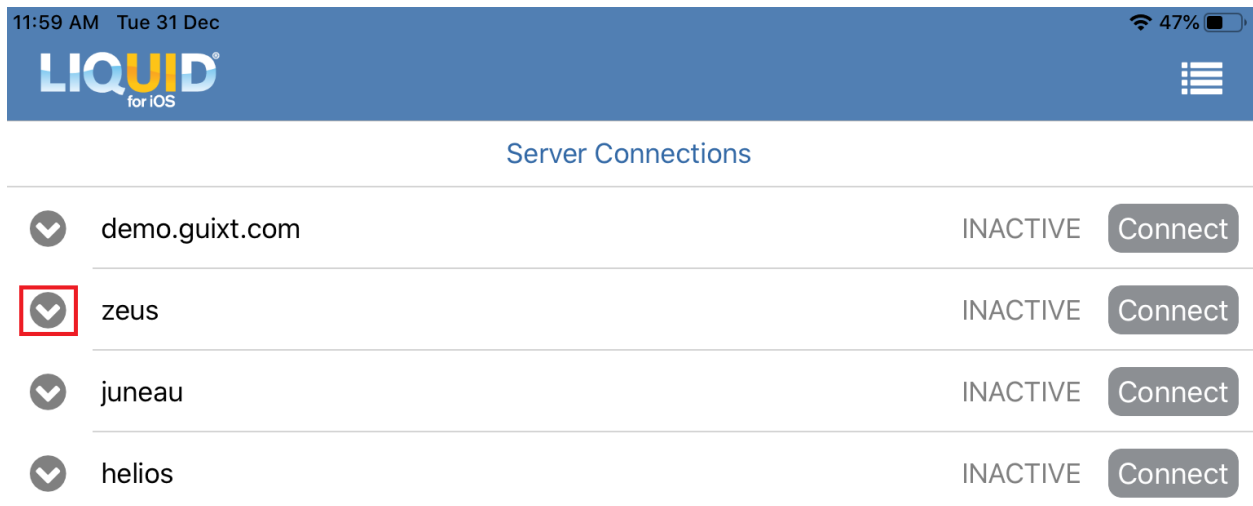 11:59 AM Tue 31 Dec 47%
LIQUID®
for iOS
Server Connections
demo.guixt.com INACTIVE Connect
zeus INACTIVE Connect
juneau INACTIVE Connect
helios INACTIVE Connect